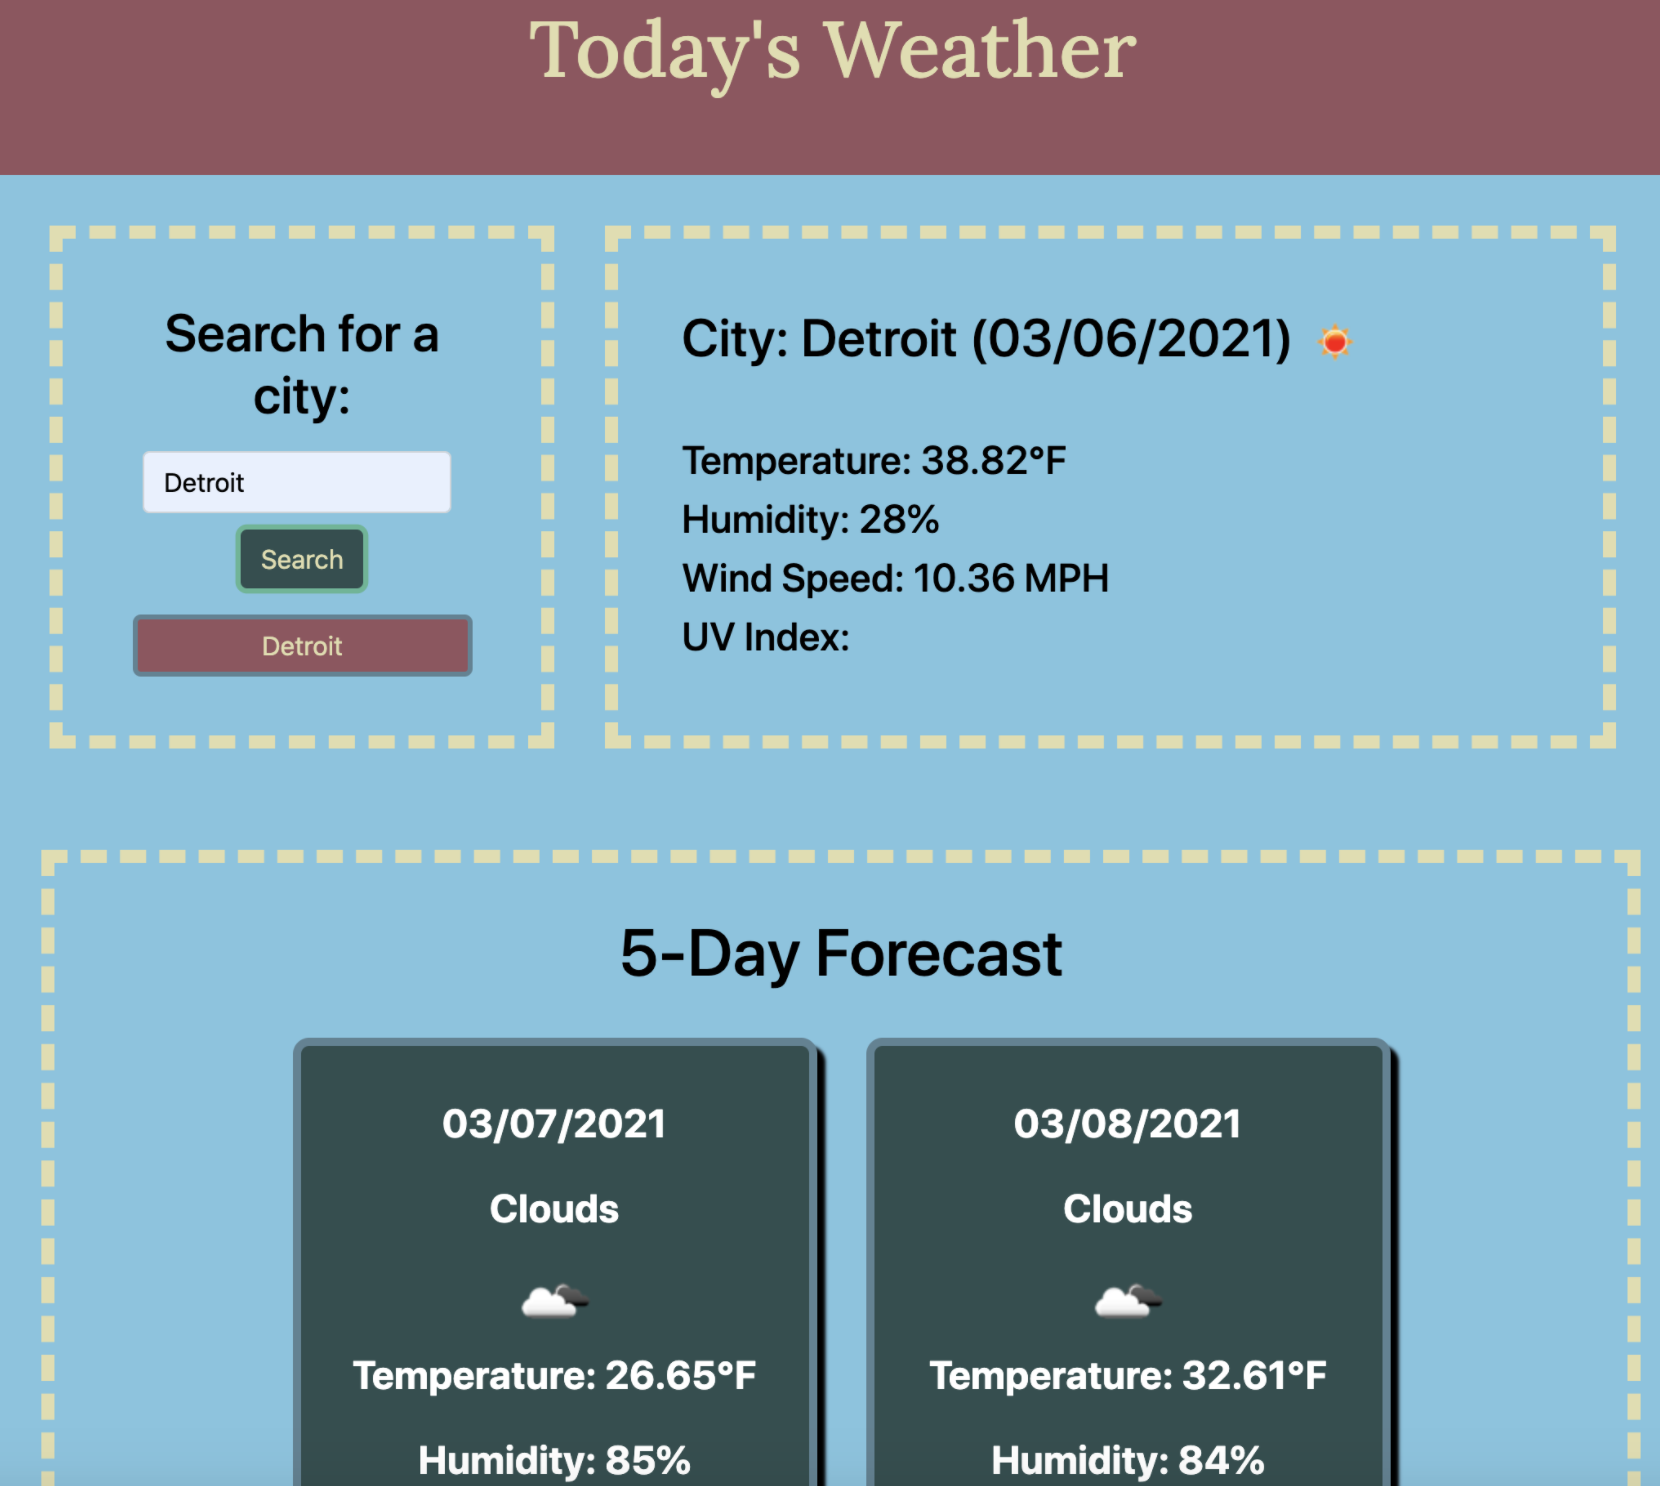 Today's Weather
Search for a
city:
Detroit
Search
Detroit
City: Detroit (03/06/2021)
Temperature: 38.82°F
Humidity: 28%
Wind Speed: 10.36 MPH
UV Index:
5-Day Forecast
03/07/2021
Clouds
Temperature: 26.65°F
Humidity: 85%
03/08/2021
Clouds
Temperature: 32.61°F
Humidity: 84%